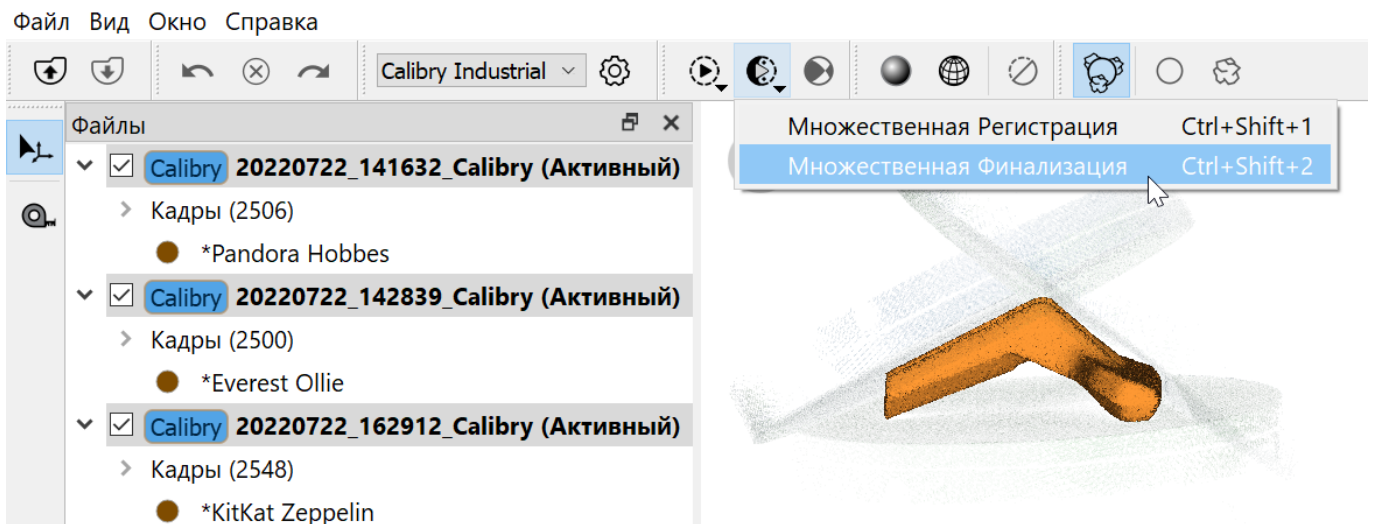 Файл Вид Окно Справка
Calibry Industrial
Файлы
Множественная Регистрация Ctrl+Shift+1
Множественная Финализация Ctrl+Shift+2
Calibry 20220722_141632_Calibry (Активный)
Кадры (2506)
*Pandora Hobbes
Calibry 20220722_142839_Calibry (Активный)
Кадры (2500)
*Everest Ollie
Calibry 20220722_162912_Calibry (Активный)
Кадры (2548)
*KitKat Zeppelin